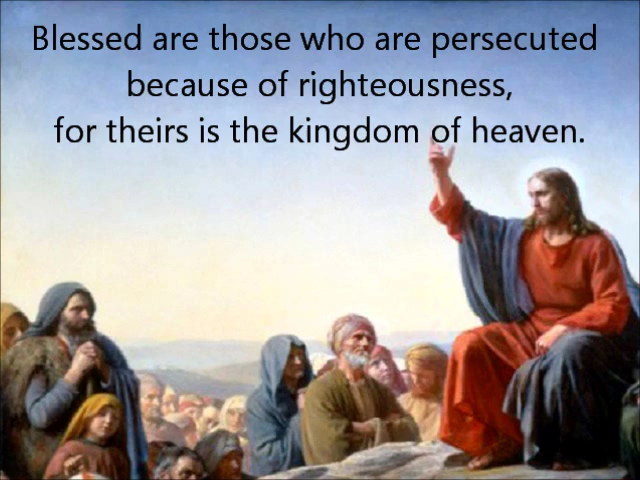 Blessed are those who are persecuted
because of righteousness,
for theirs is the kingdom of heaven.